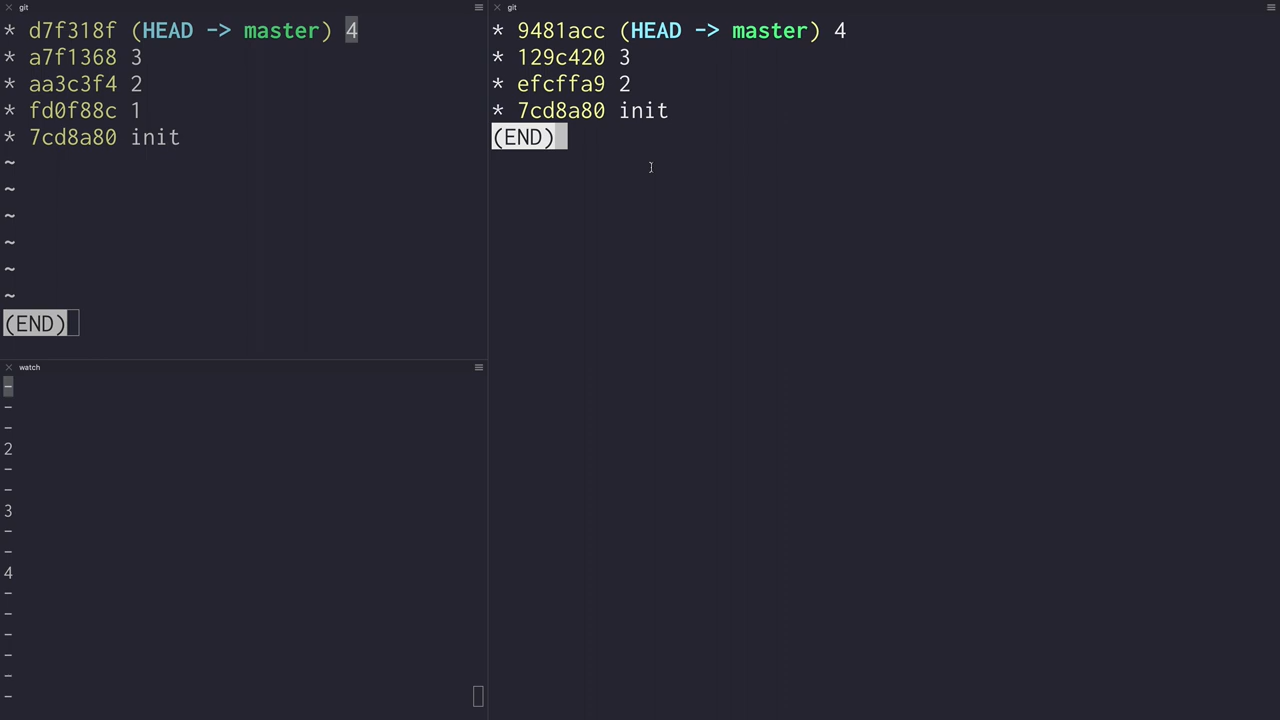 git
* d7f318f (HEAD -> master) 4
* a7f1368 3
* aa3c3f4 2
* fd0f88c 1
* 7cd8a80 init
~
~
~
~
~
~
(END)
watch
-
-
-
2
-
-
3
-
-
4
-
-
-
-
-
-
git
* 9481acc (HEAD -> master) 4
* 129c420 3
* efcffa9 2
* 7cd8a80 init
(END)